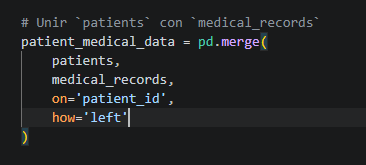 # Unir `patients` con `medical_records`
patient_medical_data = pd.merge(
    patients,
    medical_records,
    on='patient_id',
    how='left'
)